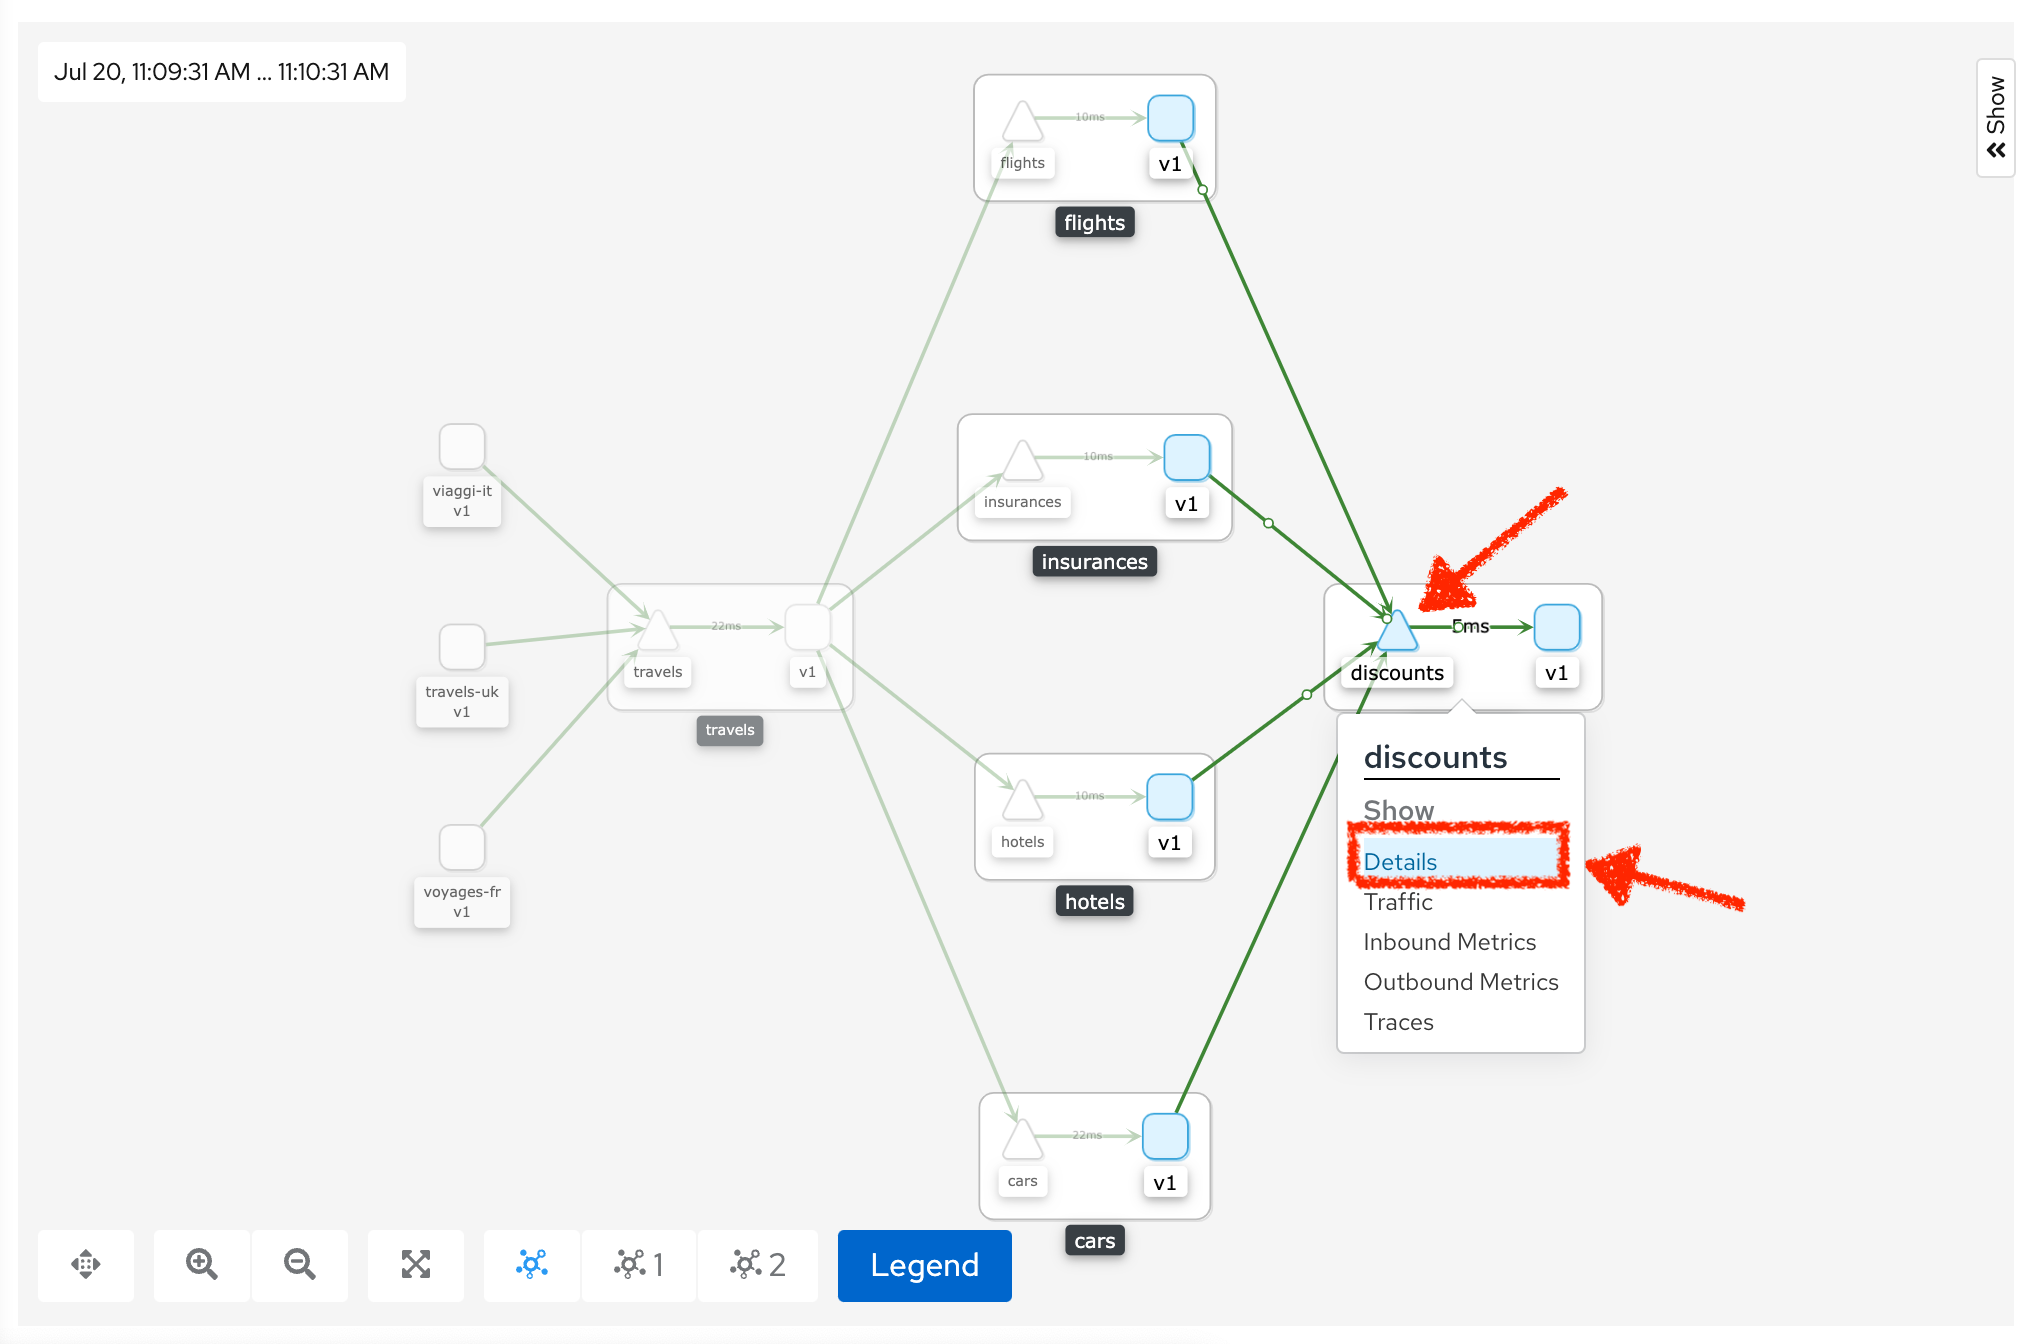 Jul 20, 11:09:31 AM ... 11:10:31 AM
Show
10ms
flights
v1
flights
10ms
insurances
v1
insurances
viaggi-it
v1
travels-uk
v1
voyages-fr
v1
22ms
travels
v1
travels
5ms
discounts
v1
10ms
hotels
v1
hotels
discounts
Show
Details
Traffic
Inbound Metrics
Outbound Metrics
Traces
22ms
cars
v1
cars
1
2
Legend